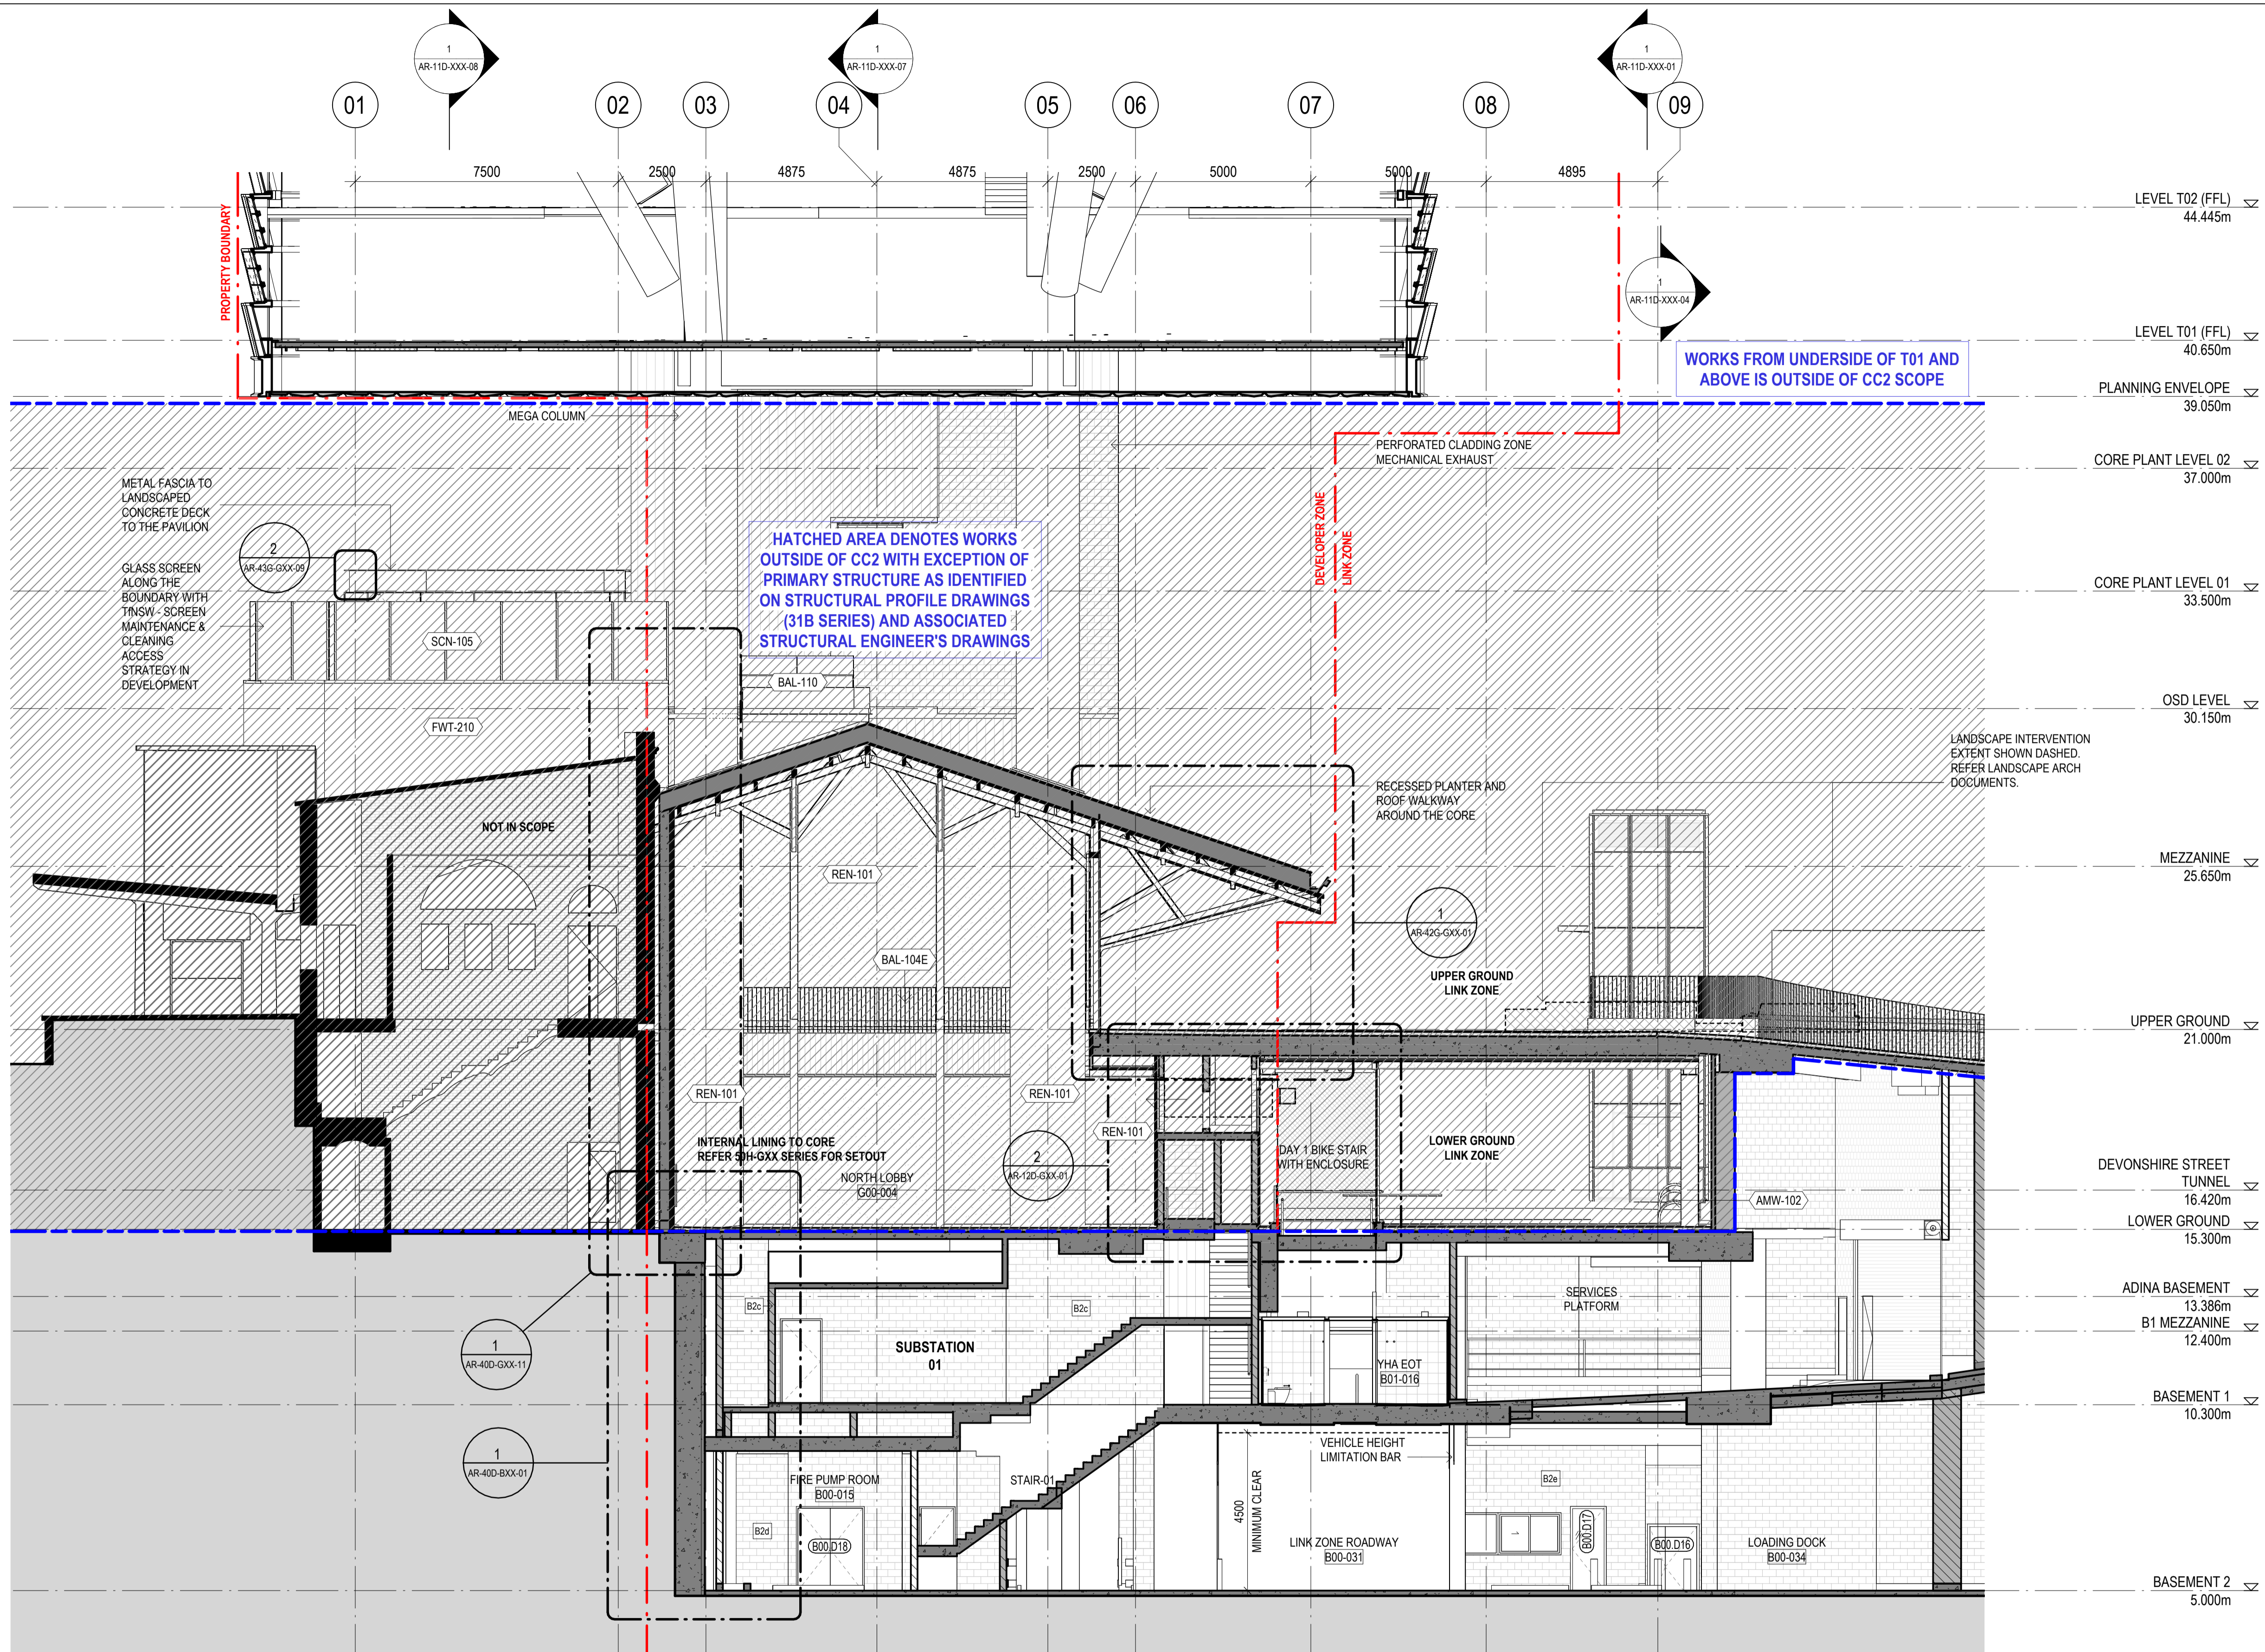 1
AR-11D-XXX-08
1
AR-11D-XXX-07
1
AR-11D-XXX-01
01
02
03
04
05
06
07
08
09
7500
2500
4875
4875
2500
5000
5000
4895
PROPERTY BOUNDARY
LEVEL T02 (FFL)
44.445m
1
AR-11D-XXX-04
LEVEL T01 (FFL)
40.650m
WORKS FROM UNDERSIDE OF T01 AND
ABOVE IS OUTSIDE OF CC2 SCOPE
PLANNING ENVELOPE
39.050m
MEGA COLUMN
PERFORATED CLADDING ZONE
MECHANICAL EXHAUST
CORE PLANT LEVEL 02
37.000m
METAL FASCIA TO
LANDSCAPED
CONCRETE DECK
TO THE PAVILION
2
AR-43G-GXX-09
HATCHED AREA DENOTES WORKS
OUTSIDE OF CC2 WITH EXCEPTION OF
PRIMARY STRUCTURE AS IDENTIFIED
ON STRUCTURAL PROFILE DRAWINGS
(31B SERIES) AND ASSOCIATED
STRUCTURAL ENGINEER'S DRAWINGS
DEVELOPER ZONE
LINK ZONE
GLASS SCREEN
ALONG THE
BOUNDARY WITH
TfNSW - SCREEN
MAINTENANCE &
CLEANING
ACCESS
STRATEGY IN
DEVELOPMENT
CORE PLANT LEVEL 01
33.500m
SCN-105
BAL-110
FWT-210
OSD LEVEL
30.150m
LANDSCAPE INTERVENTION
EXTENT SHOWN DASHED.
REFER LANDSCAPE ARCH
DOCUMENTS.
RECESSED PLANTER AND
ROOF WALKWAY
AROUND THE CORE
NOT IN SCOPE
MEZZANINE
25.650m
REN-101
1
AR-42G-GXX-01
BAL-104E
UPPER GROUND
LINK ZONE
UPPER GROUND
21.000m
REN-101
REN-101
REN-101
INTERNAL LINING TO CORE
REFER 50H-GXX SERIES FOR SETOUT
NORTH LOBBY
G00-004
2
AR-12D-GXX-01
DAY 1 BIKE STAIR
WITH ENCLOSURE
LOWER GROUND
LINK ZONE
AMW-102
DEVONSHIRE STREET
TUNNEL
16.420m
LOWER GROUND
15.300m
ADINA BASEMENT
13.386m
B1 MEZZANINE
12.400m
B2c
B2c
SERVICES
PLATFORM
SUBSTATION
01
1
AR-40D-GXX-11
YHA EOT
B01-016
BASEMENT 1
10.300m
1
AR-40D-BXX-01
VEHICLE HEIGHT
LIMITATION BAR
FIRE PUMP ROOM
B00-015
STAIR-01
4500
MINIMUM CLEAR
B2e
B2d
B00.D18
LINK ZONE ROADWAY
B00-031
B00.D17
B00.D16
LOADING DOCK
B00-034
BASEMENT 2
5.000m